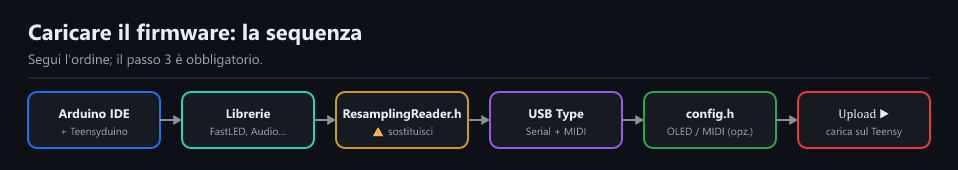 Caricare il firmware: la sequenza
Segui l'ordine; il passo 3 è obbligatorio.
Arduino IDE
+ Teensyduino
Librerie
FastLED, Audio...
ResamplingReader.h
⚠ sostituisci
USB Type
Serial + MIDI
config.h
OLED / MIDI (opz.)
Upload ▶
carica sul Teensy